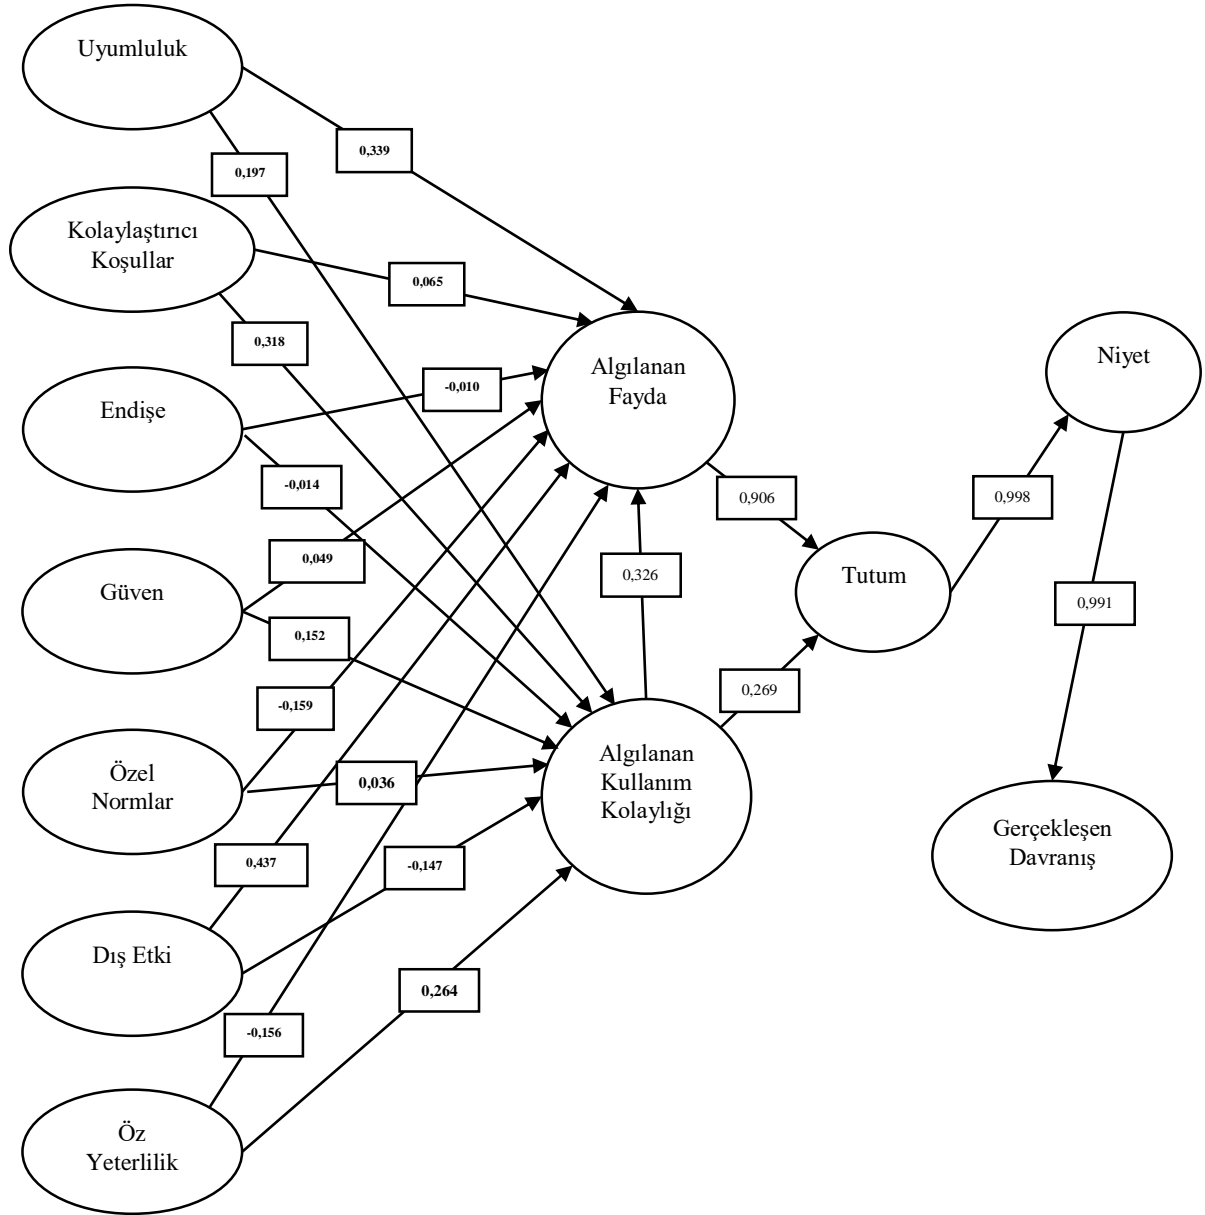 Uyumluluk
0,339
0,197
Kolaylaştırıcı
Koşullar
0,065
0,318
Algılanan
Fayda
Niyet
Endişe
-0,010
-0,014
0,906
0,998
0,049
0,326
Tutum
Güven
0,991
0,152
0,269
-0,159
Özel
Normlar
0,036
Algılanan
Kullanım
Kolaylığı
Gerçekleşen
Davranış
0,437
-0,147
Dış Etki
0,264
-0,156
Öz
Yeterlilik